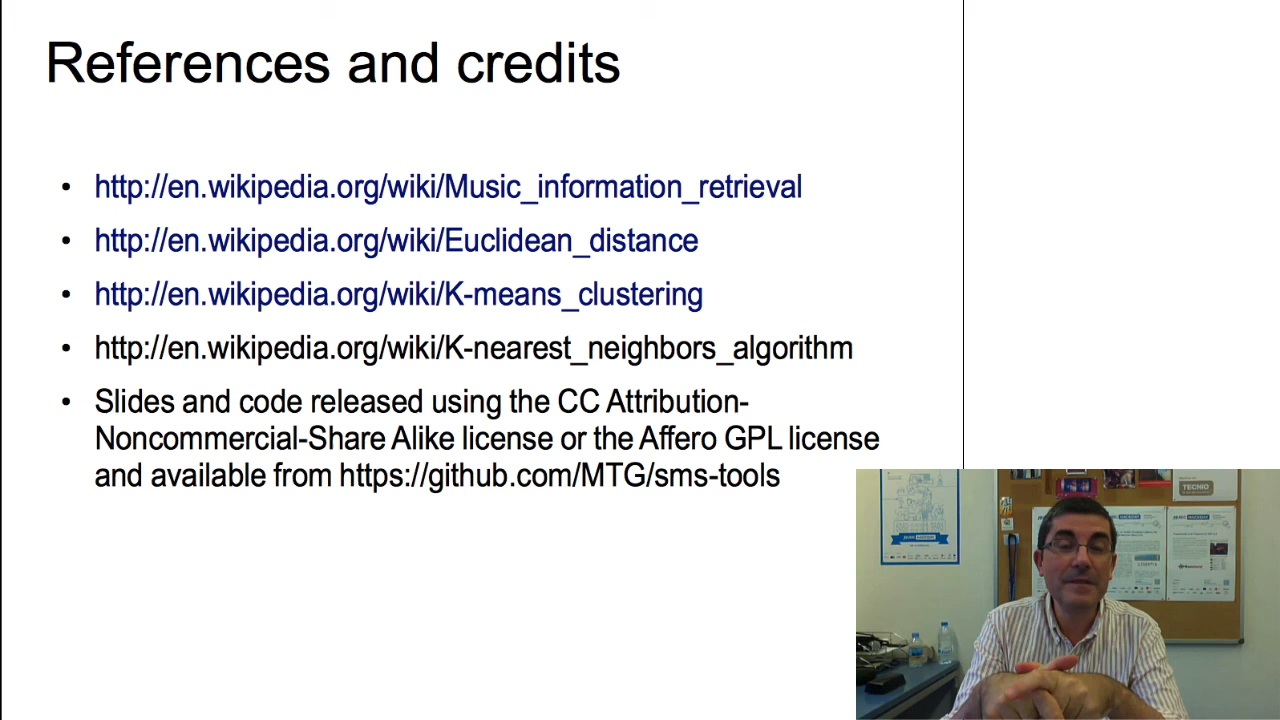 References and credits
• http://en.wikipedia.org/wiki/Music_information_retrieval
• http://en.wikipedia.org/wiki/Euclidean_distance
• http://en.wikipedia.org/wiki/K-means_clustering
• http://en.wikipedia.org/wiki/K-nearest_neighbors_algorithm
• Slides and code released using the CC Attribution-
Noncommercial-Share Alike license or the Affero GPL license
and available from https://github.com/MTG/sms-tools
TECNIO